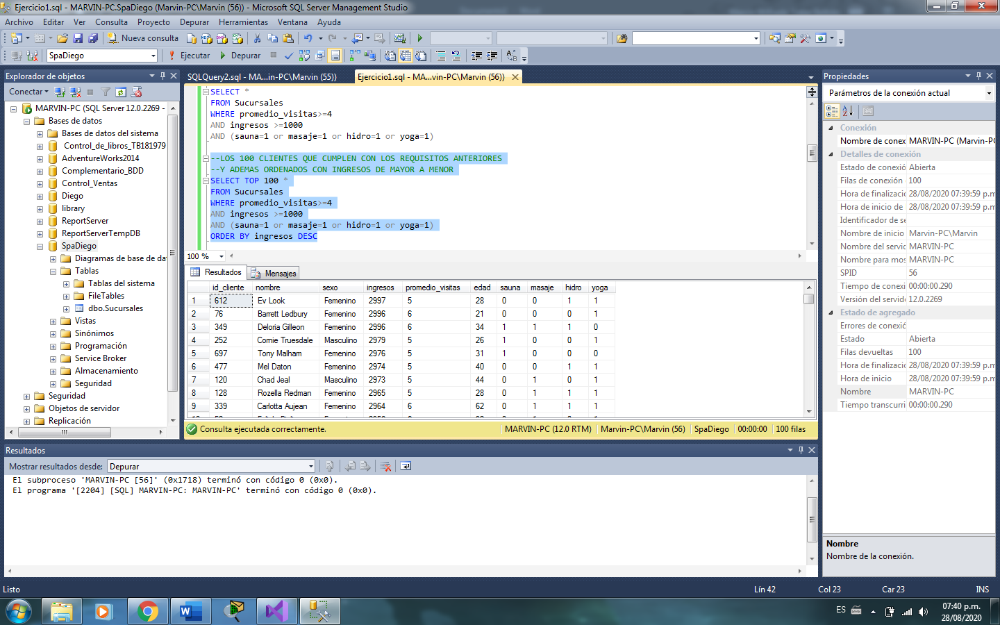 Ejercicio1.sql - MARVIN-PC.SpaDiego (Marvin-PC\Marvin (56)) - Microsoft SQL Server Management Studio
Archivo Editar Ver Consulta Proyecto Depurar Herramientas Ventana Ayuda
Nueva consulta
SpaDiego Ejecutar Depurar
Explorador de objetos
Conectar
MARVIN-PC (SQL Server 12.0.2269 -
Bases de datos
Bases de datos del sistema
Control_de_libros_TB181979
AdventureWorks2014
Complementario_BDD
Control_Ventas
Diego
library
ReportServer
ReportServerTempDB
SpaDiego
Diagramas de base de da
Tablas
Tablas del sistema
FileTables
dbo.Sucursales
Vistas
Sinónimos
Programación
Service Broker
Almacenamiento
Seguridad
Seguridad
Objetos de servidor
Replicación
SQLQuery2.sql - MA...in-PC\Marvin (55)) Ejercicio1.sql - MA...vin-PC\Marvin (56))
SELECT *
FROM Sucursales
WHERE promedio_visitas>=4
AND ingresos >=1000
AND (sauna=1 or masaje=1 or hidro=1 or yoga=1)
--LOS 100 CLIENTES QUE CUMPLEN CON LOS REQUISITOS ANTERIORES
--Y ADEMAS ORDENADOS CON INGRESOS DE MAYOR A MENOR
SELECT TOP 100 *
FROM Sucursales
WHERE promedio_visitas>=4
AND ingresos >=1000
AND (sauna=1 or masaje=1 or hidro=1 or yoga=1)
ORDER BY ingresos DESC
100 %
Resultados Mensajes
id_cliente nombre sexo ingresos promedio_visitas edad sauna masaje hidro yoga
1 612 Ev Look Femenino 2997 5 28 0 0 1 1
2 76 Barrett Ledbury Femenino 2996 6 21 0 0 0 1
3 349 Deloria Gilleon Femenino 2996 6 34 1 1 1 0
4 252 Cornie Truesdale Masculino 2979 5 26 1 0 0 1
5 697 Tony Malham Femenino 2976 5 31 1 0 0 0
6 477 Mel Daton Femenino 2974 5 40 0 0 1 1
7 120 Chad Jeal Masculino 2973 5 44 0 1 0 1
8 128 Rozella Redman Femenino 2965 5 28 0 1 1 1
9 339 Carlotta Aujean Femenino 2964 6 62 0 1 1 1
Consulta ejecutada correctamente. MARVIN-PC (12.0 RTM) Marvin-PC\Marvin (56) SpaDiego 00:00:00 100 filas
Propiedades
Parámetros de la conexión actual
Conexión
Nombre de conex MARVIN-PC (Marvin-PC
Detalles de conexión
Estado de conexió Abierta
Filas de conexión 100
Hora de finalizació 28/08/2020 07:39:59 p.m
Hora de inicio de 28/08/2020 07:39:59 p.m
Identificador de se
Nombre de inicio Marvin-PC\Marvin
Nombre del servid MARVIN-PC
Nombre para mos MARVIN-PC
SPID 56
Tiempo de conexi 00:00:00.290
Versión del servide 12.0.2269
Estado de agregado
Errores de conexió
Estado Abierta
Filas devueltas 100
Hora de finalizació 28/08/2020 07:39:59 p.m
Hora de inicio 28/08/2020 07:39:59 p.m
Nombre MARVIN-PC
Tiempo transcurri 00:00:00.290
Nombre
Nombre de la conexión.
Resultados
Mostrar resultados desde: Depurar
El subproceso 'MARVIN-PC [56]' (0x1718) terminó con código 0 (0x0).
El programa '[2204] [SQL] MARVIN-PC: MARVIN-PC' terminó con código 0 (0x0).
Listo Lín 42 Col 23 Car 23 INS
ES 07:40 p.m.
28/08/2020